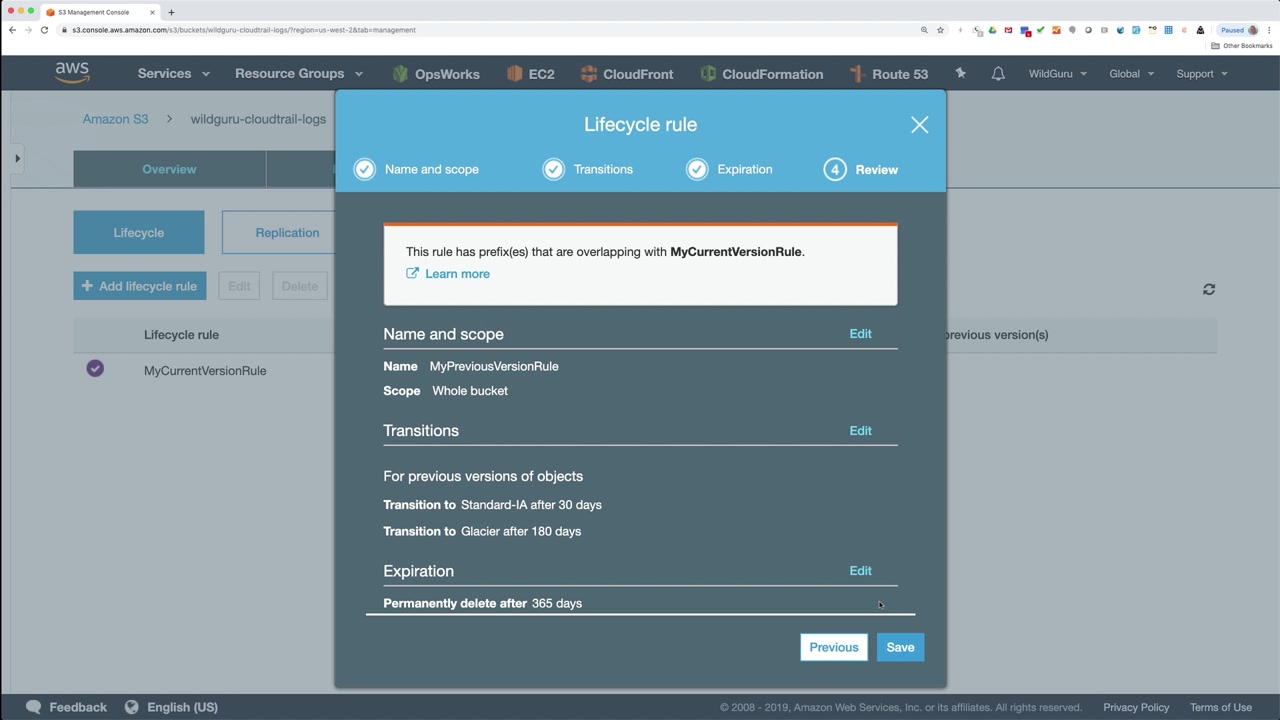 S3 Management Console
s3.console.aws.amazon.com/s3/buckets/wildguru-cloudtrail-logs/?region=us-west-2&tab=management
Paused
Other Bookmarks
aws
Services
Resource Groups
OpsWorks
EC2
CloudFront
CloudFormation
Route 53
WildGuru
Global
Support
Amazon S3 > wildguru-cloudtrail-logs
Overview
Lifecycle
Replication
+ Add lifecycle rule
Edit
Delete
Lifecycle rule
previous version(s)
MyCurrentVersionRule
Lifecycle rule
Name and scope
Transitions
Expiration
4 Review
This rule has prefix(es) that are overlapping with MyCurrentVersionRule.
Learn more
Name and scope Edit
Name MyPreviousVersionRule
Scope Whole bucket
Transitions Edit
For previous versions of objects
Transition to Standard-IA after 30 days
Transition to Glacier after 180 days
Expiration Edit
Permanently delete after 365 days
Previous
Save
Feedback
English (US)
© 2008 - 2019, Amazon Web Services, Inc. or its affiliates. All rights reserved.
Privacy Policy
Terms of Use